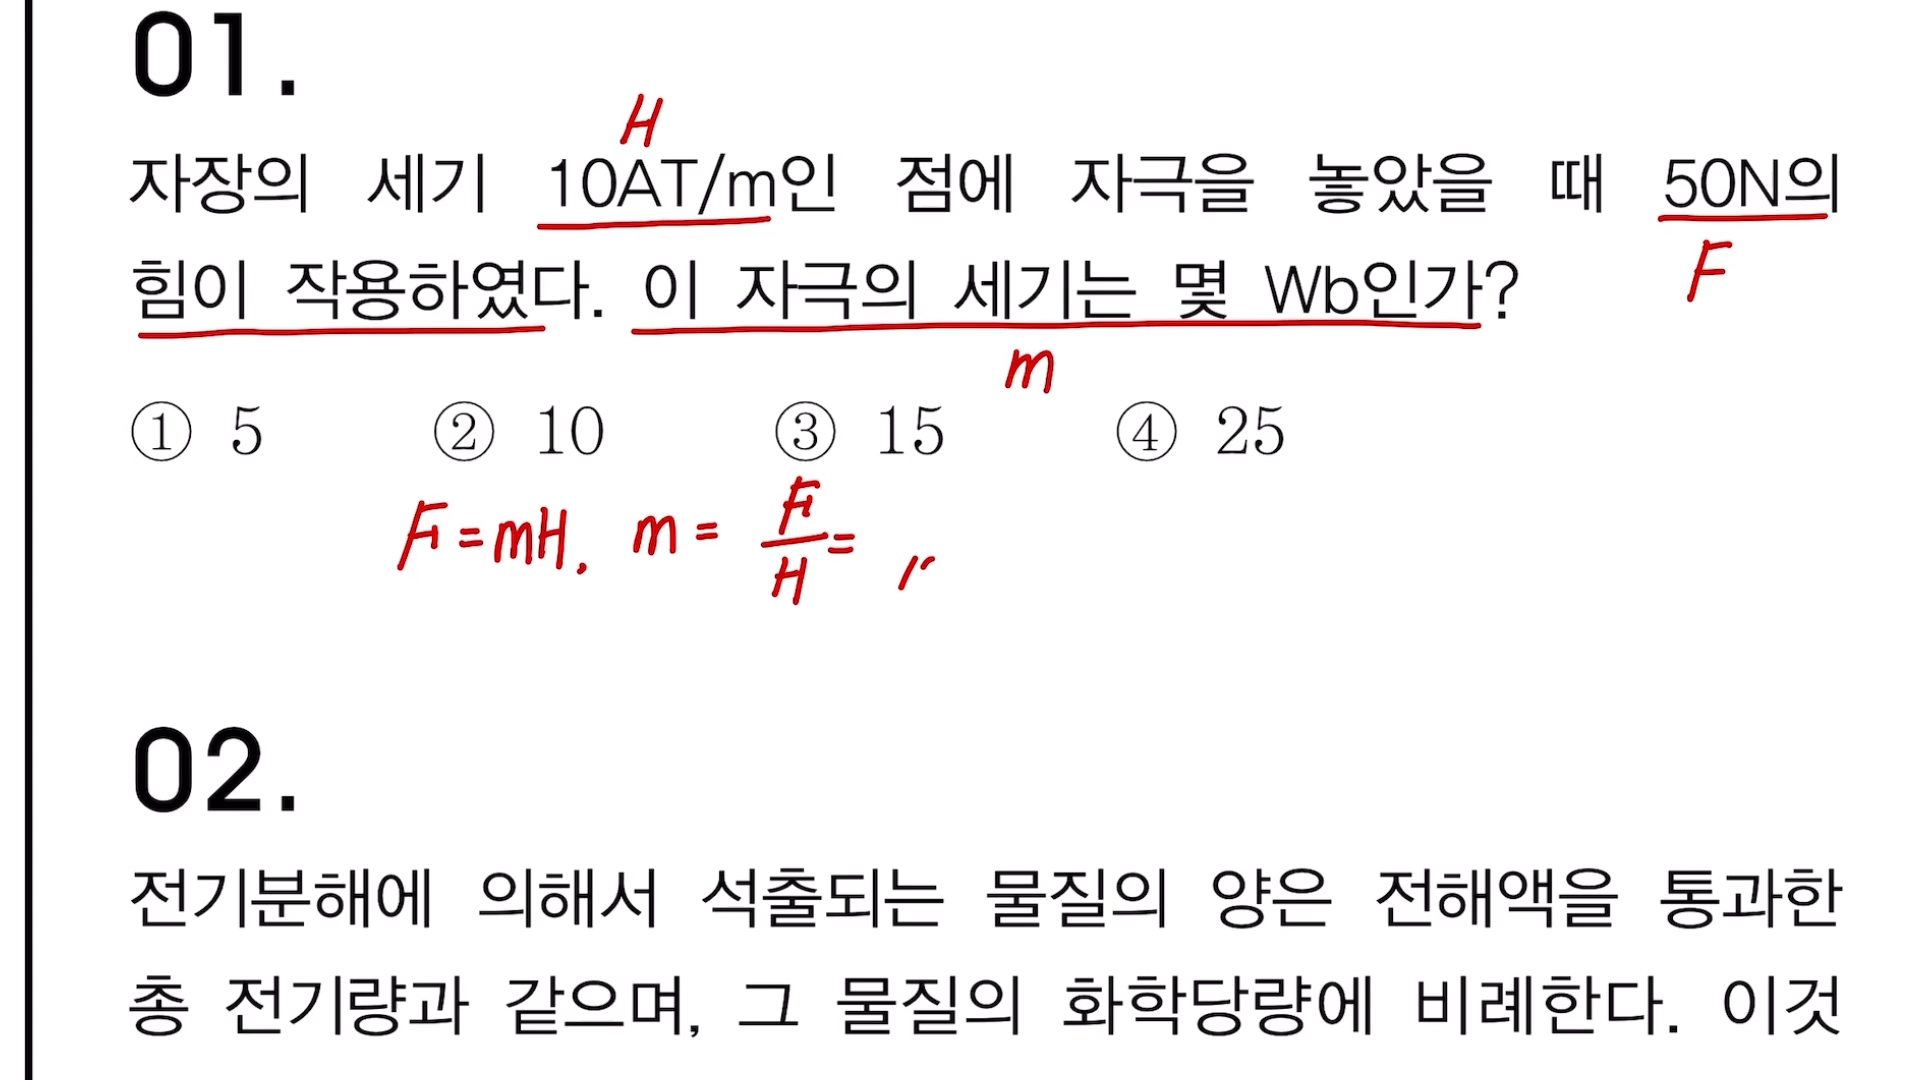 01.
H
자장의 세기 10AT/m인 점에 자극을 놓았을 때 50N의
F
힘이 작용하였다. 이 자극의 세기는 몇 Wb인가?
m
① 5 ② 10 ③ 15 ④ 25
F=mH, m= F/H =
02.
전기분해에 의해서 석출되는 물질의 양은 전해액을 통과한
총 전기량과 같으며, 그 물질의 화학당량에 비례한다. 이것